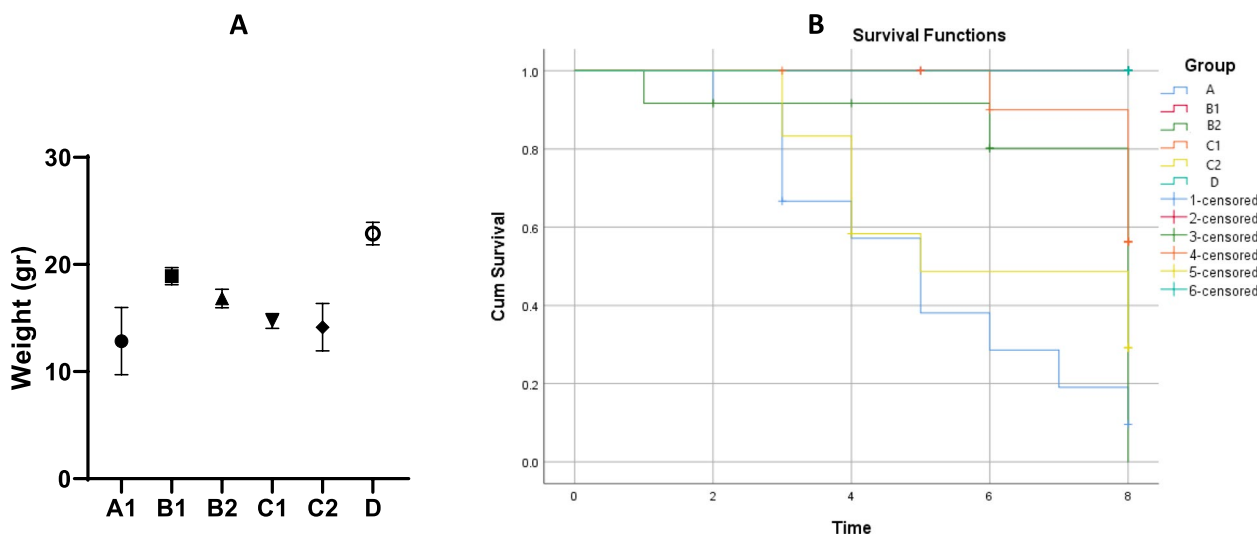 A
Weight (gr)
30
20
10
0
A1 B1 B2 C1 C2 D
B
Survival Functions
Cum Survival
1.0
0.8
0.6
0.4
0.2
0.0
0 2 4 6 8
Time
Group
A
B1
B2
C1
C2
D
1-censored
2-censored
3-censored
4-censored
5-censored
6-censored